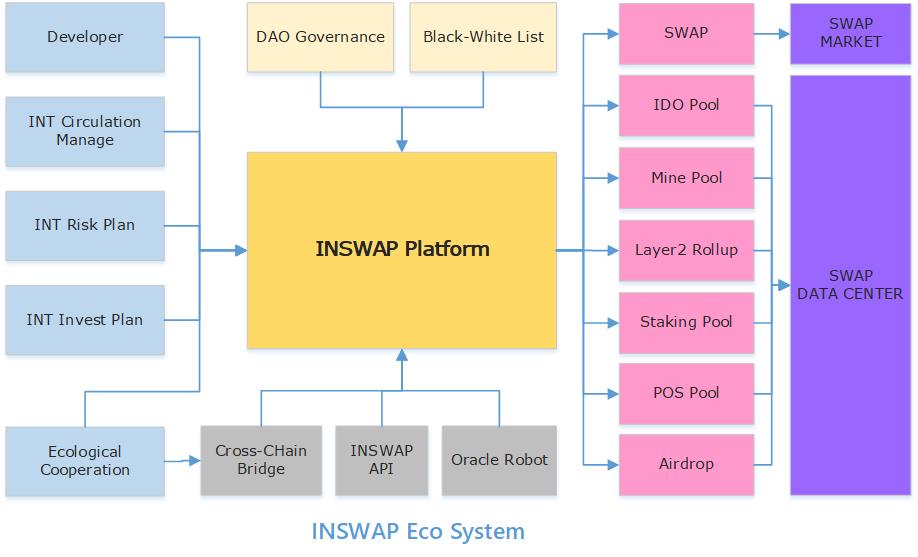 Developer
INT Circulation
Manage
INT Risk Plan
INT Invest Plan
Ecological
Cooperation
DAO Governance
Black-White List
INSWAP Platform
Cross-CHain
Bridge
INSWAP
API
Oracle Robot
SWAP
IDO Pool
Mine Pool
Layer2 Rollup
Staking Pool
POS Pool
Airdrop
SWAP
MARKET
SWAP
DATA CENTER
INSWAP Eco System